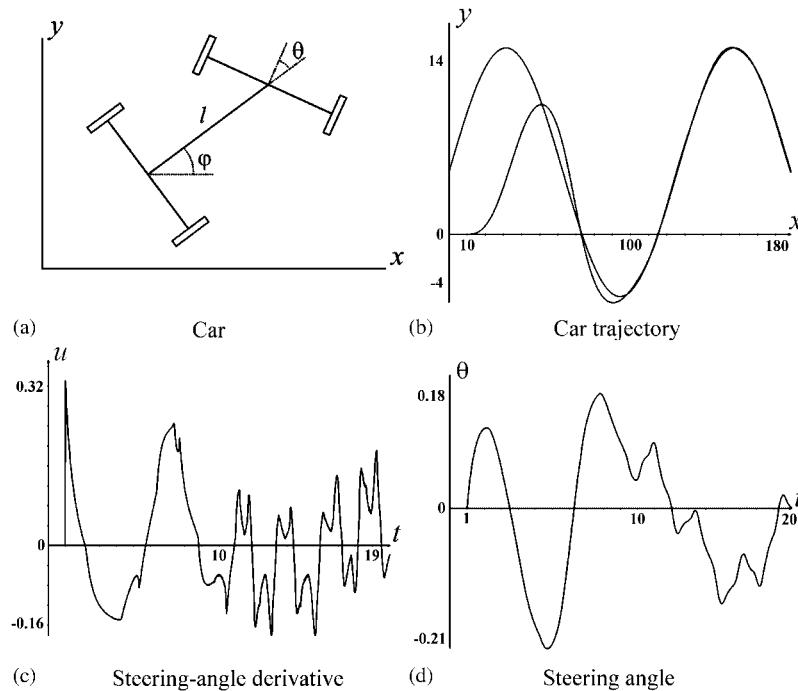 y
θ
l
φ
x
(a) Car
y
14
0
10
100
180
x
-4
(b) Car trajectory
u
0.32
0
10
19
t
-0.16
(c) Steering-angle derivative
θ
0.18
0
1
10
20
t
-0.21
(d) Steering angle